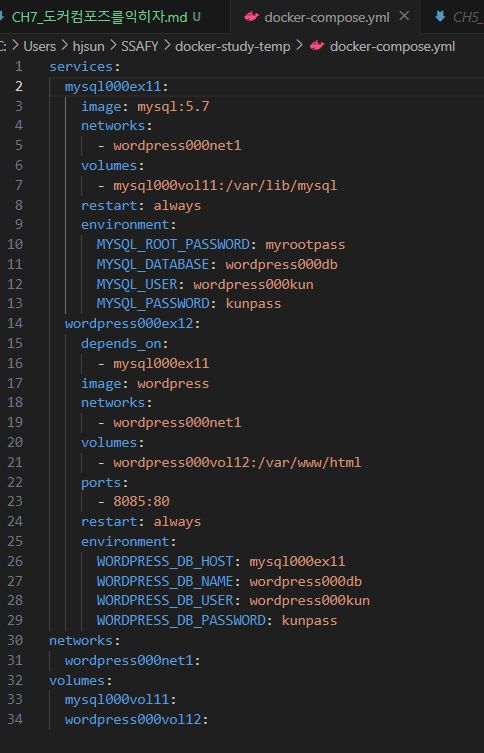 CH7_도커컴포즈를익히자.md U docker-compose.yml CH5_
C: > Users > hjsun > SSAFY > docker-study-temp > docker-compose.yml
1 services:
2 mysql000ex11:
3 image: mysql:5.7
4 networks:
5 - wordpress000net1
6 volumes:
7 - mysql000vol11:/var/lib/mysql
8 restart: always
9 environment:
10 MYSQL_ROOT_PASSWORD: myrootpass
11 MYSQL_DATABASE: wordpress000db
12 MYSQL_USER: wordpress000kun
13 MYSQL_PASSWORD: kunpass
14 wordpress000ex12:
15 depends_on:
16 - mysql000ex11
17 image: wordpress
18 networks:
19 - wordpress000net1
20 volumes:
21 - wordpress000vol12:/var/www/html
22 ports:
23 - 8085:80
24 restart: always
25 environment:
26 WORDPRESS_DB_HOST: mysql000ex11
27 WORDPRESS_DB_NAME: wordpress000db
28 WORDPRESS_DB_USER: wordpress000kun
29 WORDPRESS_DB_PASSWORD: kunpass
30 networks:
31 wordpress000net1:
32 volumes:
33 mysql000vol11:
34 wordpress000vol12: